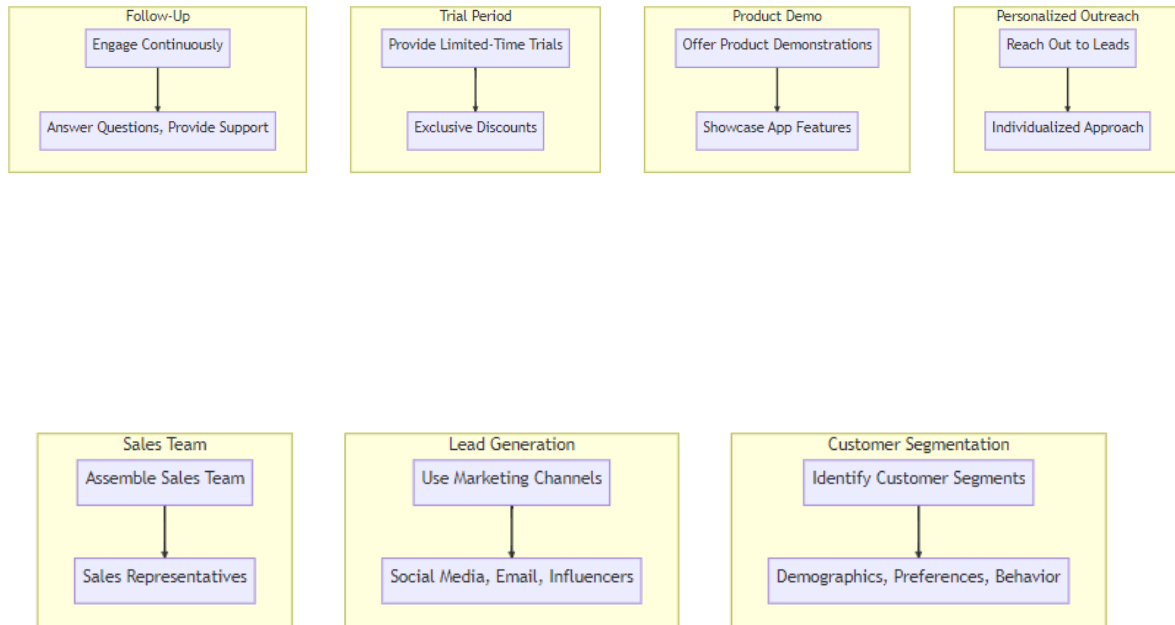 Follow-Up
Engage Continuously
Answer Questions, Provide Support
Trial Period
Provide Limited-Time Trials
Exclusive Discounts
Product Demo
Offer Product Demonstrations
Showcase App Features
Personalized Outreach
Reach Out to Leads
Individualized Approach
Sales Team
Assemble Sales Team
Sales Representatives
Lead Generation
Use Marketing Channels
Social Media, Email, Influencers
Customer Segmentation
Identify Customer Segments
Demographics, Preferences, Behavior